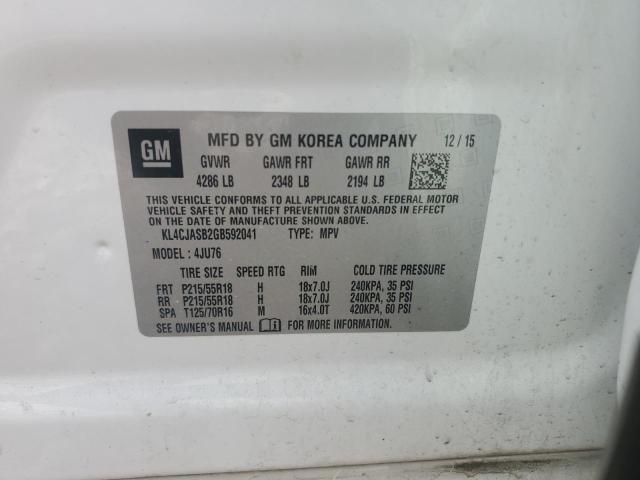 GM MFD BY GM KOREA COMPANY 12/15
GVWR GAWR FRT GAWR RR
4286 LB 2348 LB 2194 LB
THIS VEHICLE CONFORMS TO ALL APPLICABLE U.S. FEDERAL MOTOR
VEHICLE SAFETY AND THEFT PREVENTION STANDARDS IN EFFECT ON
THE DATE OF MANUFACTURE SHOWN ABOVE.
KL4CJASB2GB592041 TYPE: MPV
MODEL: 4JU76
TIRE SIZE SPEED RTG RIM COLD TIRE PRESSURE
FRT P215/55R18 H 18x7.0J 240KPA, 35 PSI
RR P215/55R18 H 18x7.0J 240KPA, 35 PSI
SPA T125/70R16 M 16x4.0T 420KPA, 60 PSI
SEE OWNER'S MANUAL FOR MORE INFORMATION.